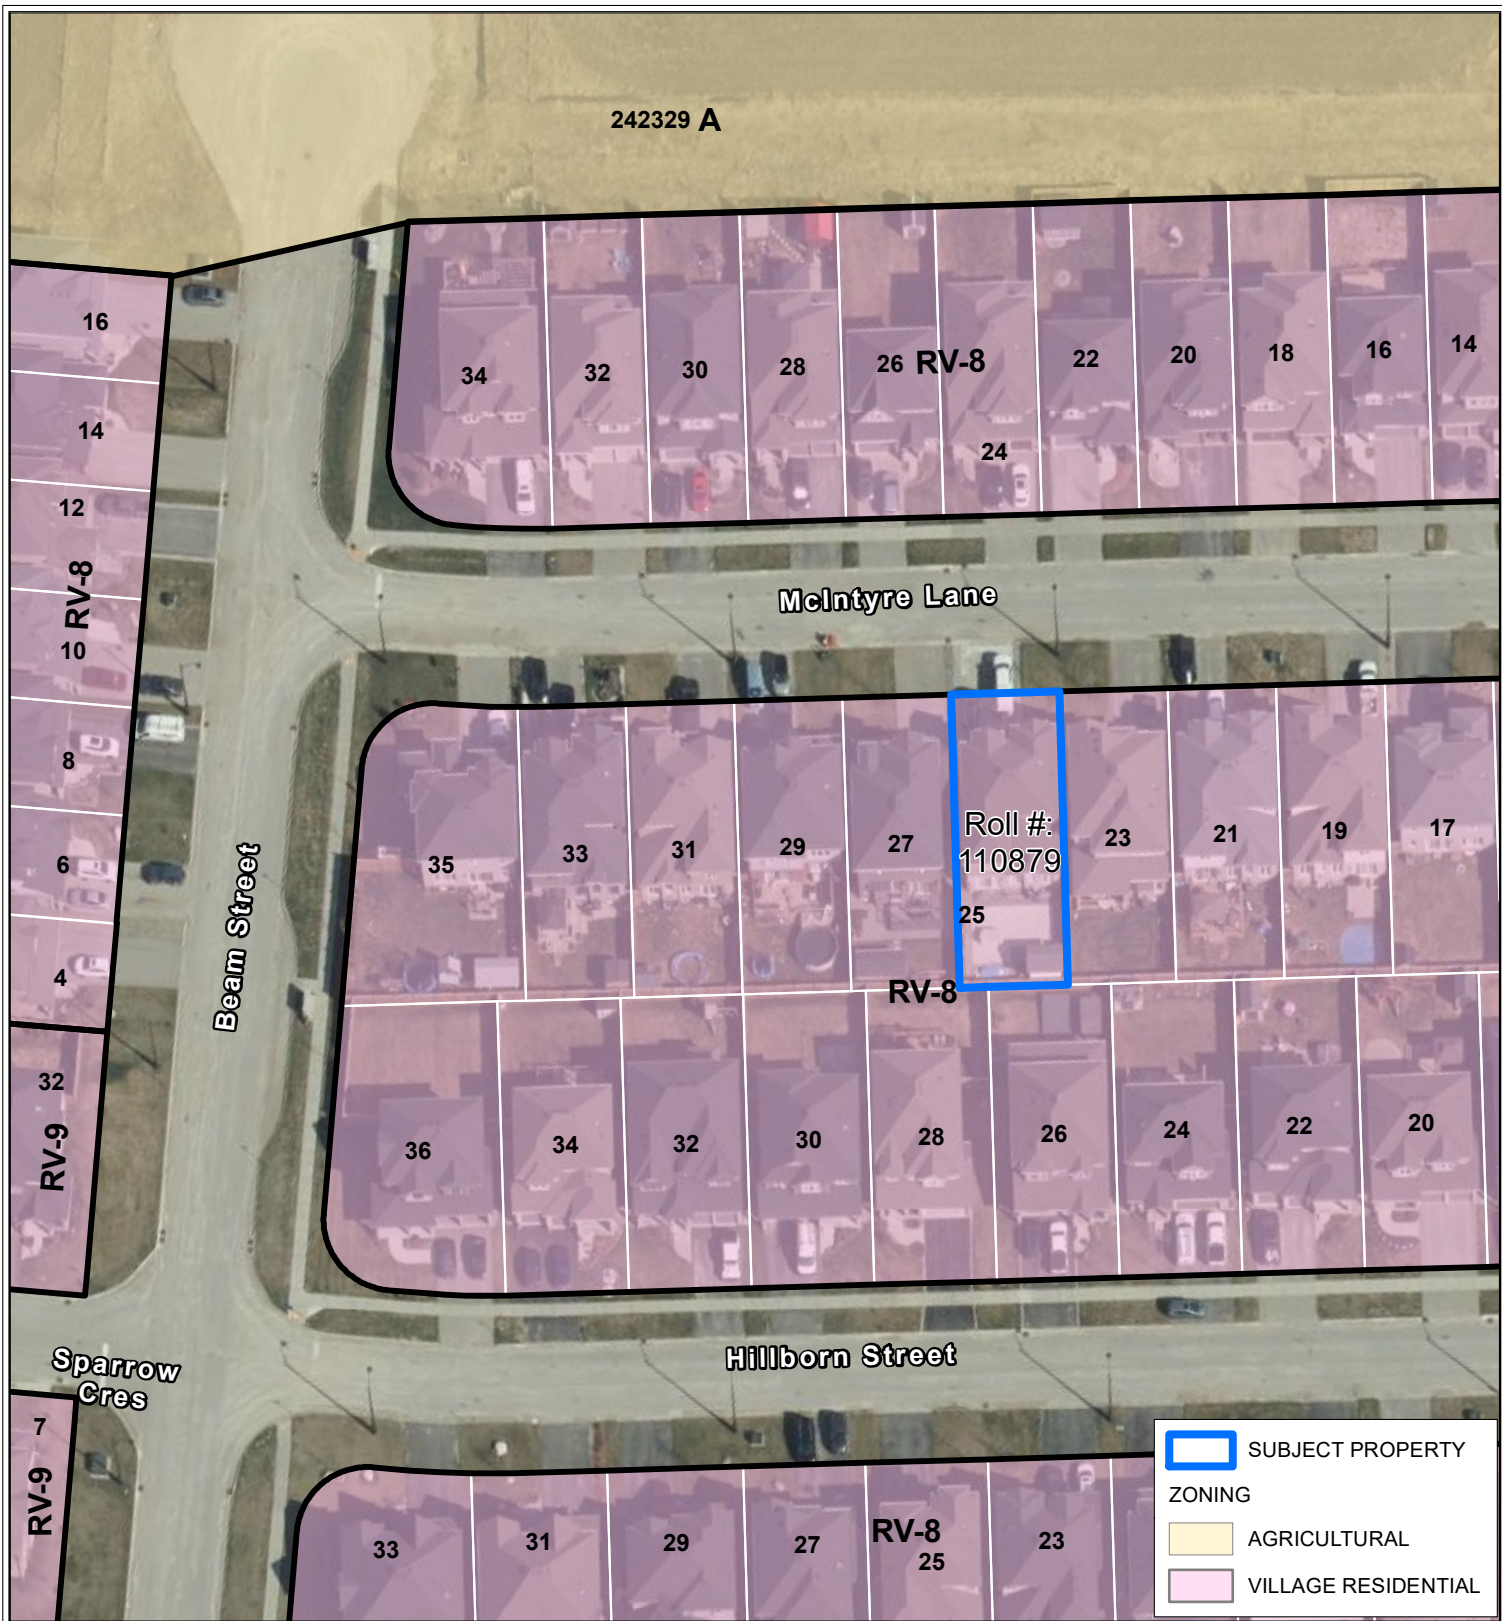 242329 A
16
14
12
RV-8
10
8
6
4
32
RV-9
7
RV-9
34
32
30
28
26
RV-8
24
22
20
18
16
14
McIntyre Lane
Beam Street
35
33
31
29
27
Roll #:
110879
25
23
21
19
17
RV-8
36
34
32
30
28
26
24
22
20
Hillborn Street
Sparrow
Cres
33
31
29
27
RV-8
25
23
SUBJECT PROPERTY
ZONING
AGRICULTURAL
VILLAGE RESIDENTIAL